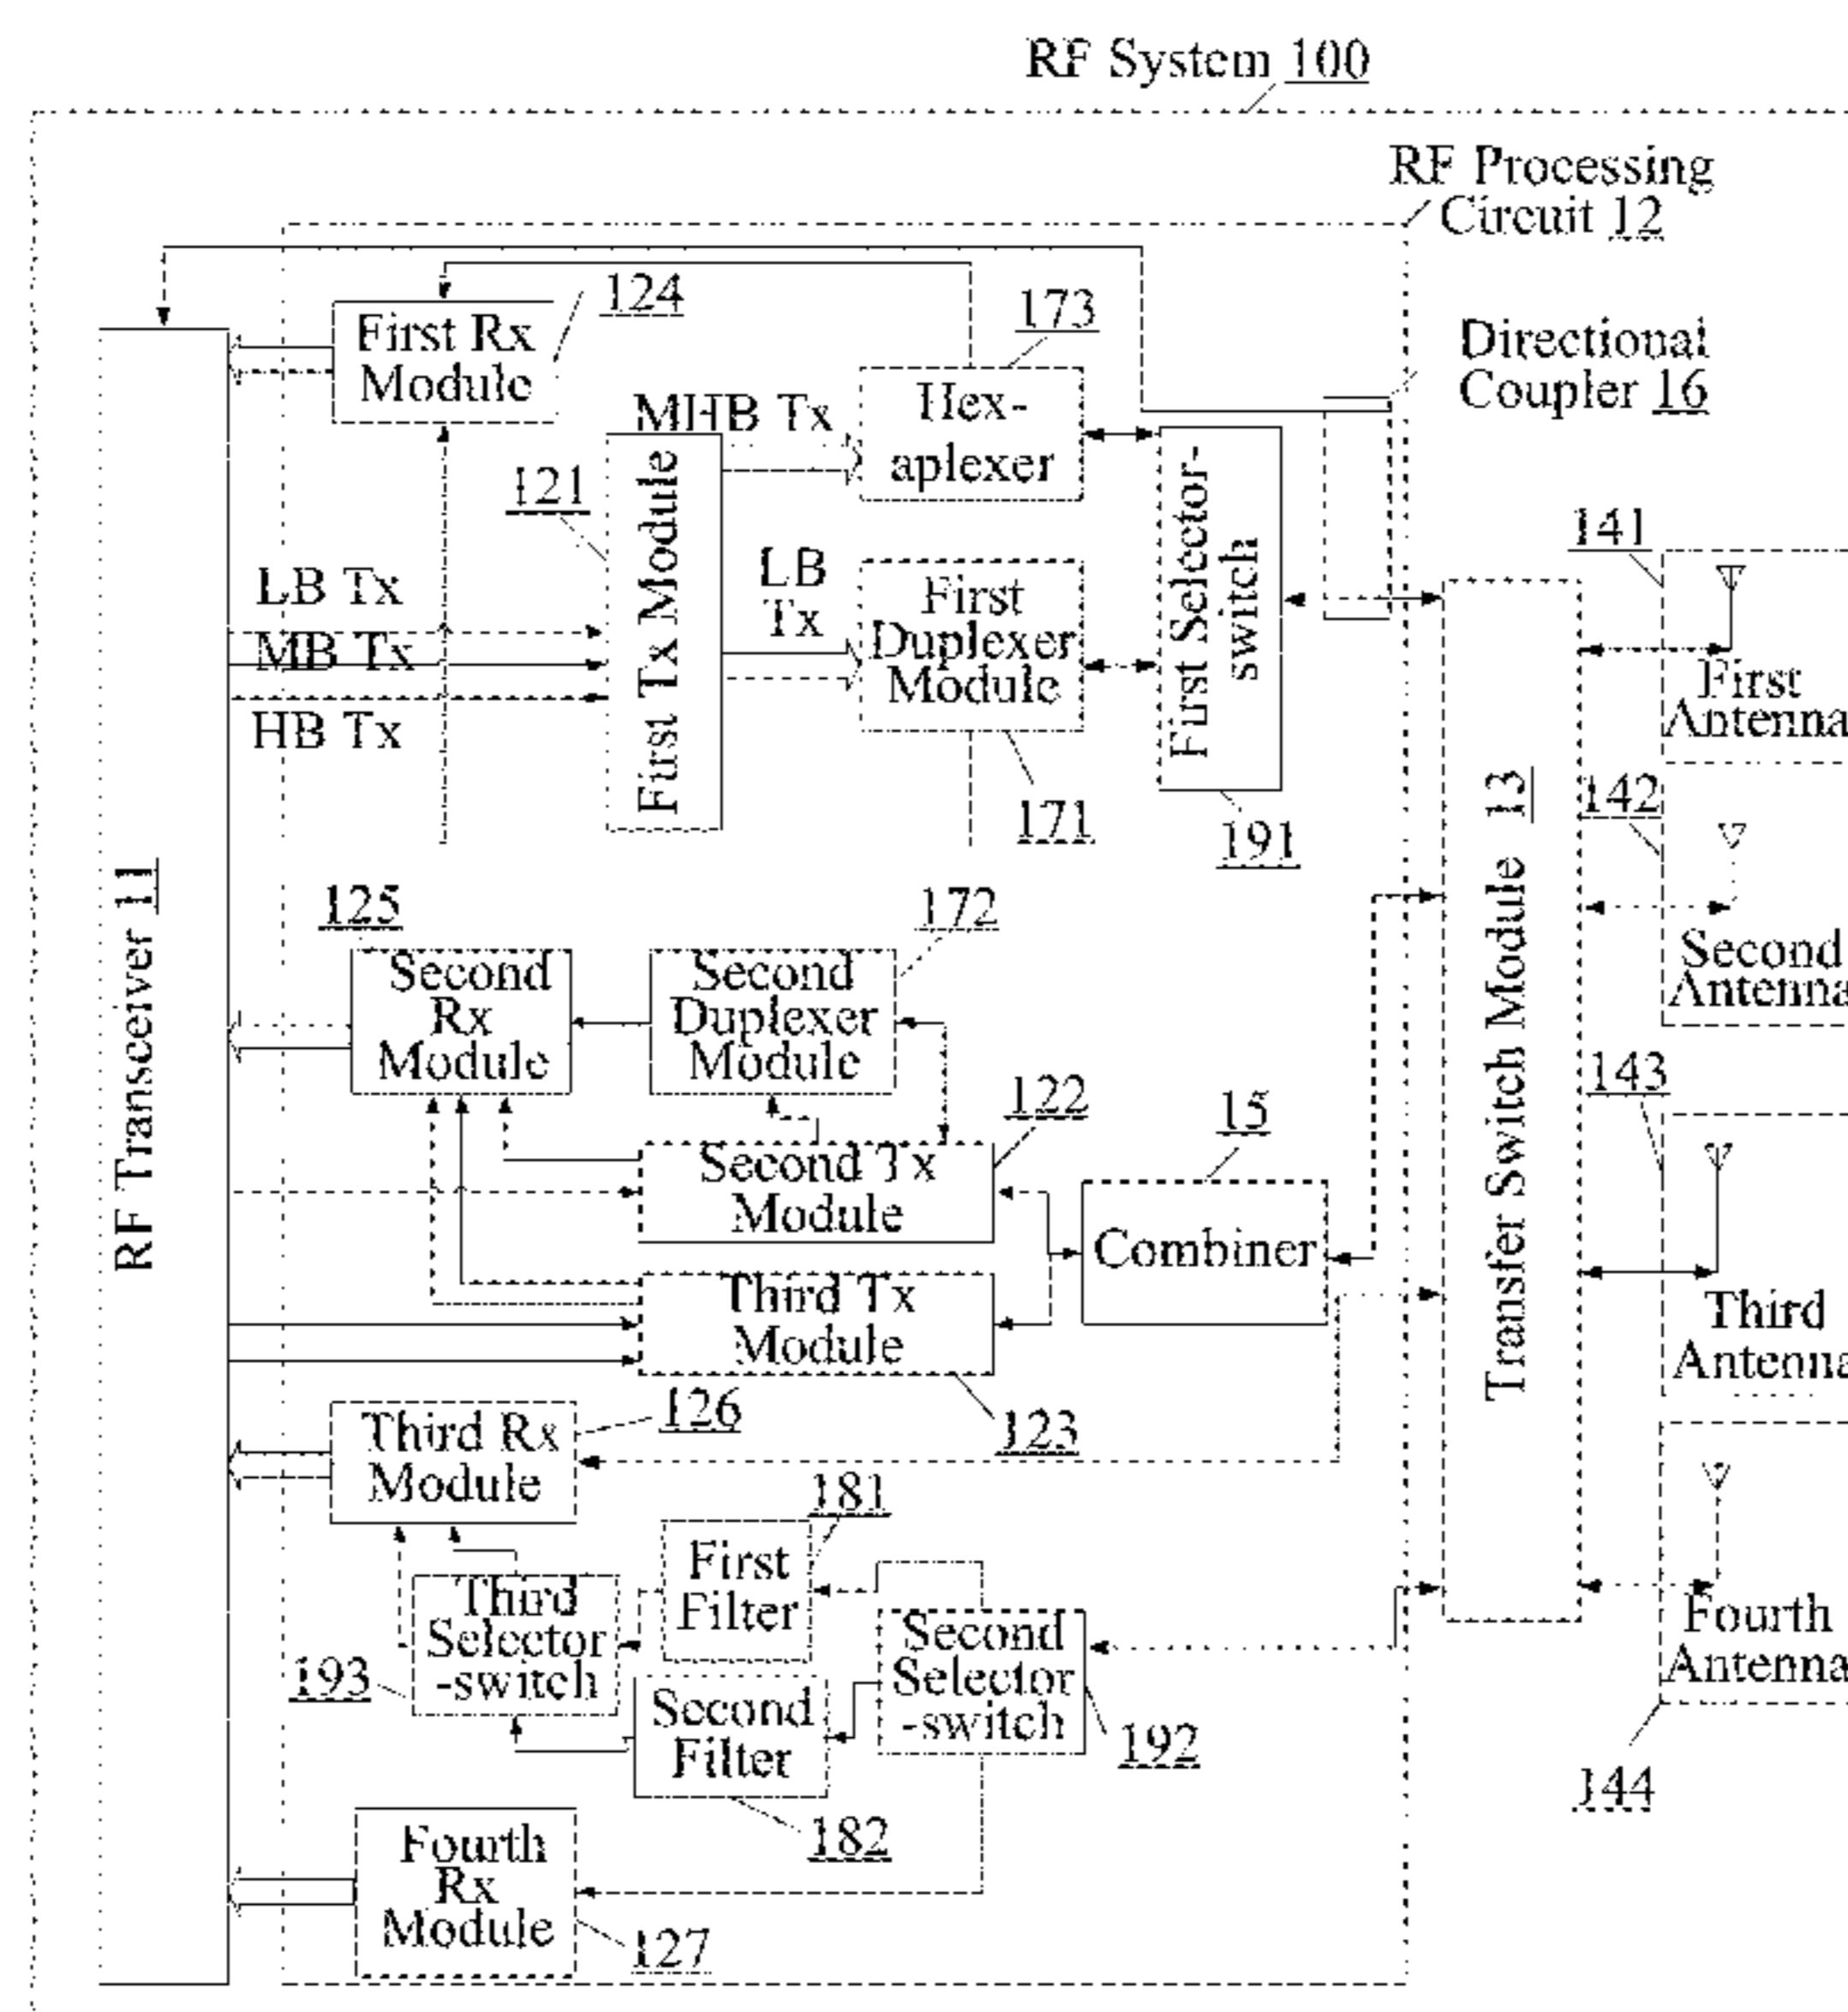 RF System 100
RF Processing
Circuit 12
124
First Rx
Module
173
Directional
Coupler 16
MHB Tx
Hex-
aplexer
121
First Tx Module
First Selector-
switch
141
LB Tx
LB
Tx
First
Duplexer
Module
MB Tx
HB Tx
First
Antenna
171
191
142
RF Transceiver 11
Transfer Switch Module 13
125
172
Second
Rx
Module
Second
Duplexer
Module
Second
Antenna
122
15
143
Second Tx
Module
Combiner
Third Tx
Module
Third
Antenna
126
123
Third Rx
Module
181
First
Filter
Third
Selector
-switch
193
Second
Selector
-switch
Fourth
Antenna
Second
Filter
192
144
182
Fourth
Rx
Module
127